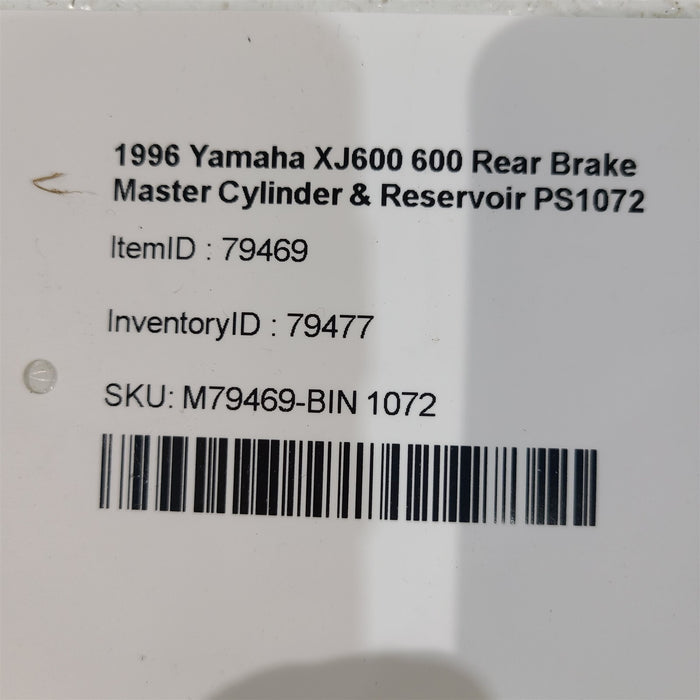 1996 Yamaha XJ600 600 Rear Brake
Master Cylinder & Reservoir PS1072
ItemID : 79469
InventoryID : 79477
SKU: M79469-BIN 1072